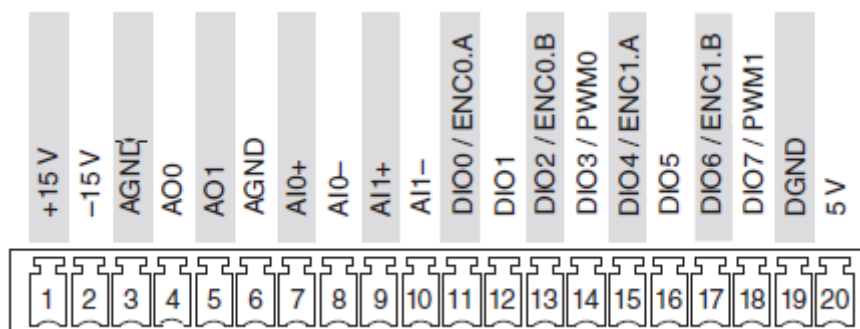 +15 V
–15 V
AGND
AO0
AO1
AGND
AI0+
AI0–
AI1+
AI1–
DIO0 / ENC0.A
DIO1
DIO2 / ENC0.B
DIO3 / PWM0
DIO4 / ENC1.A
DIO5
DIO6 / ENC1.B
DIO7 / PWM1
DGND
5 V
1 2 3 4 5 6 7 8 9 10 11 12 13 14 15 16 17 18 19 20